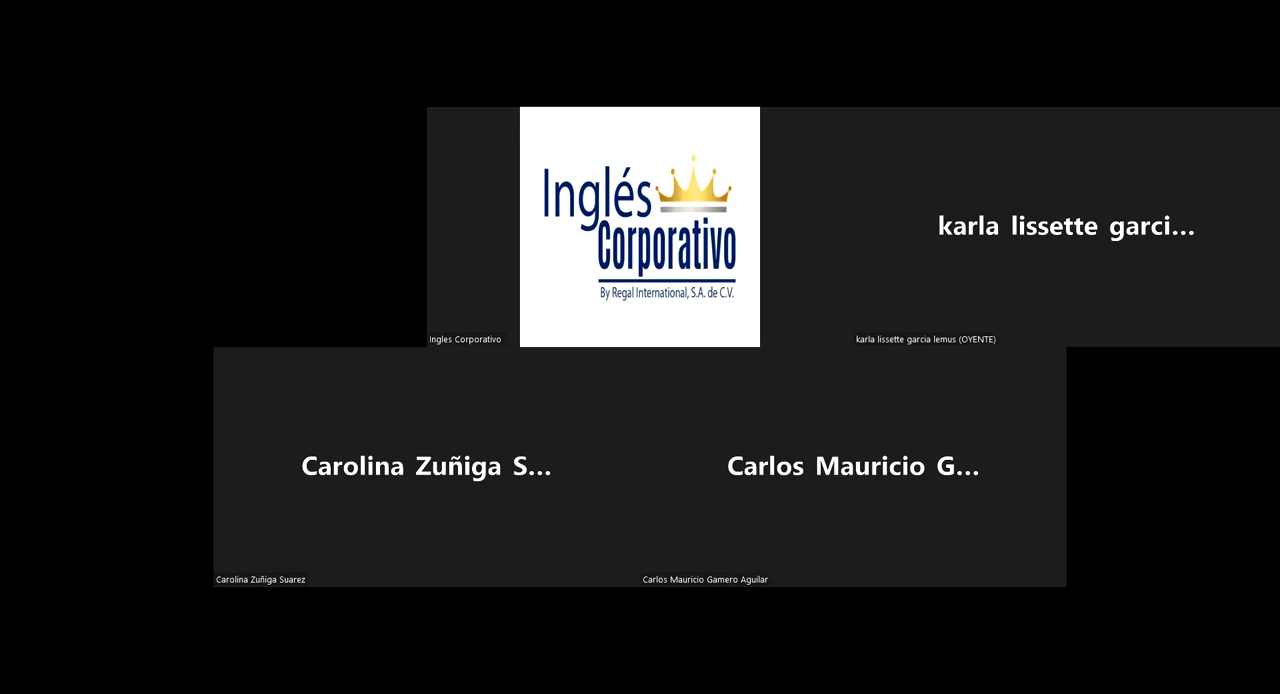 Inglés
Corporativo
By Regal International, S.A. de C.V.
Ingles Corporativo
karla lissette garci...
karla lissette garcia lemus (OYENTE)
Carolina Zuñiga S...
Carolina Zuñiga Suarez
Carlos Mauricio G...
Carlos Mauricio Gamero Aguilar